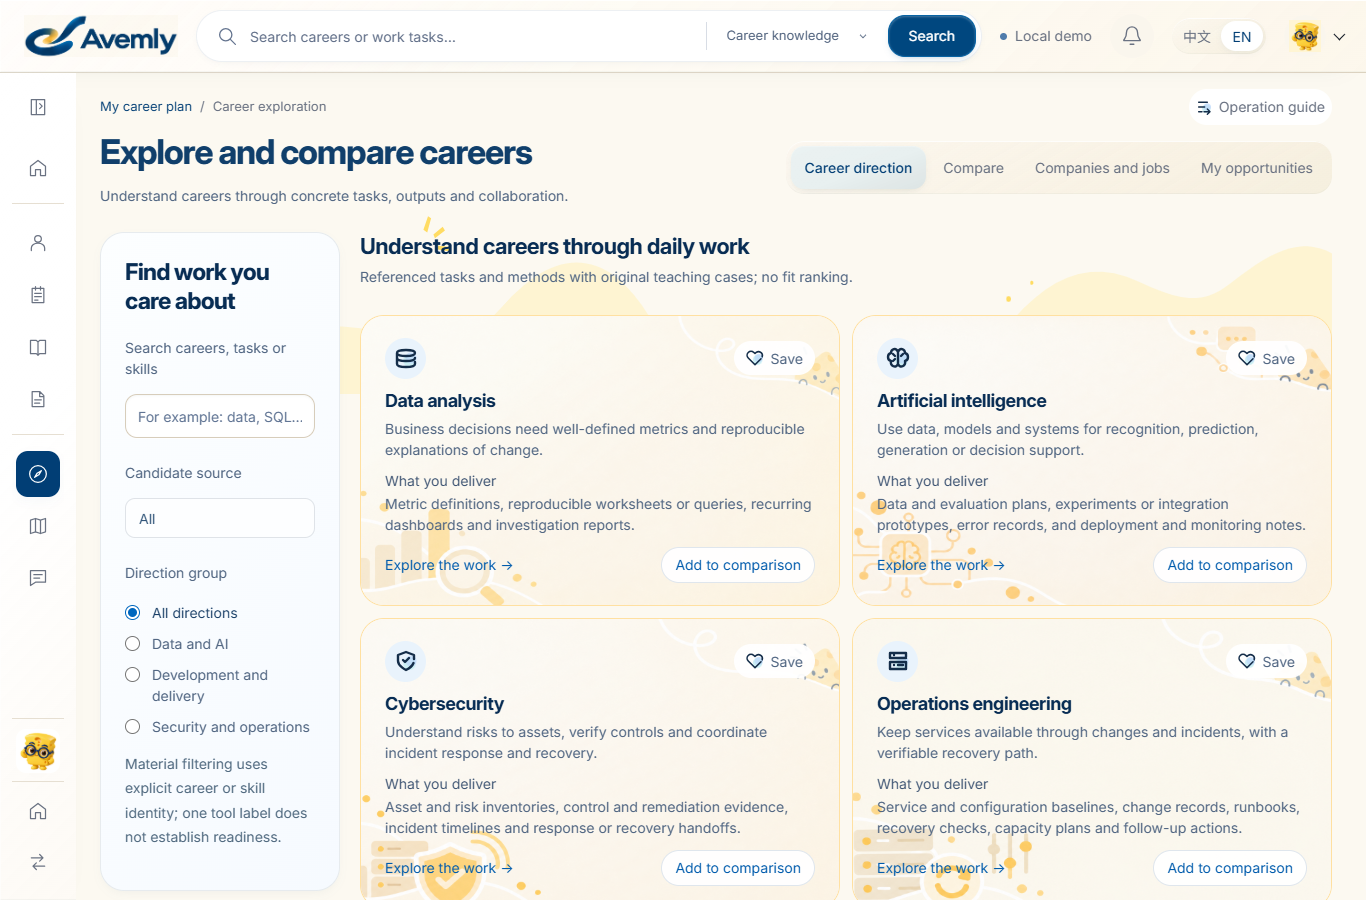 Avemly
Search careers or work tasks...
Career knowledge
Search
Local demo
中文
EN
My career plan / Career exploration
Operation guide
Explore and compare careers
Understand careers through concrete tasks, outputs and collaboration.
Career direction
Compare
Companies and jobs
My opportunities
Find work you
care about
Search careers, tasks or
skills
For example: data, SQL...
Candidate source
All
Direction group
All directions
Data and AI
Development and
delivery
Security and operations
Material filtering uses
explicit career or skill
identity; one tool label does
not establish readiness.
Understand careers through daily work
Referenced tasks and methods with original teaching cases; no fit ranking.
Save
Data analysis
Business decisions need well-defined metrics and reproducible
explanations of change.
What you deliver
Metric definitions, reproducible worksheets or queries, recurring
dashboards and investigation reports.
Explore the work →
Add to comparison
Save
Artificial intelligence
Use data, models and systems for recognition, prediction,
generation or decision support.
What you deliver
Data and evaluation plans, experiments or integration
prototypes, error records, and deployment and monitoring notes.
Explore the work →
Add to comparison
Save
Cybersecurity
Understand risks to assets, verify controls and coordinate
incident response and recovery.
What you deliver
Asset and risk inventories, control and remediation evidence,
incident timelines and response or recovery handoffs.
Explore the work →
Add to comparison
Save
Operations engineering
Keep services available through changes and incidents, with a
verifiable recovery path.
What you deliver
Service and configuration baselines, change records, runbooks,
recovery checks, capacity plans and follow-up actions.
Explore the work →
Add to comparison